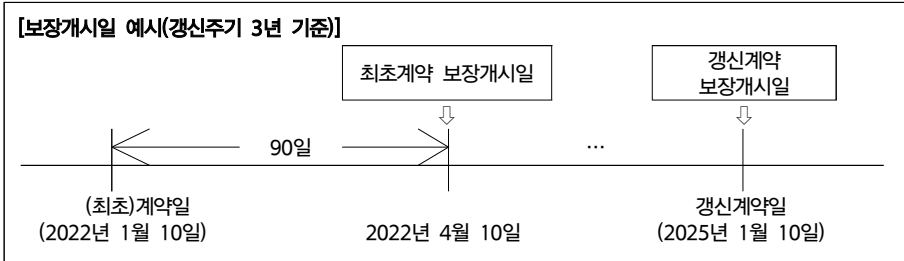 [보장개시일 예시(갱신주기 3년 기준)]
최초계약 보장개시일
갱신계약
보장개시일
90일
...
(최초)계약일
(2022년 1월 10일)
2022년 4월 10일
갱신계약일
(2025년 1월 10일)